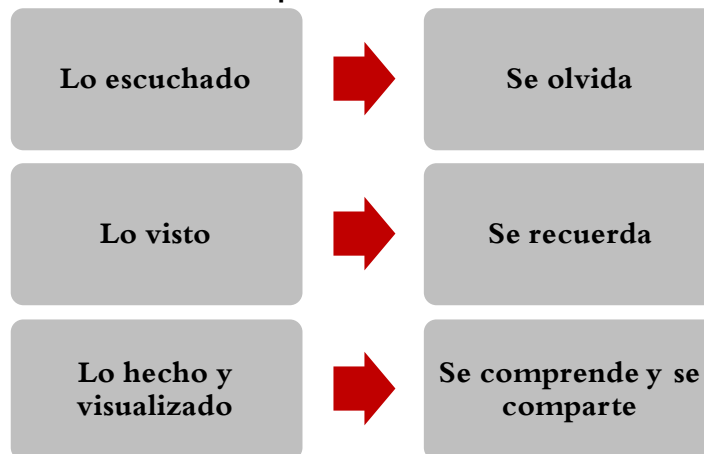 Lo escuchado
Se olvida
Lo visto
Se recuerda
Lo hecho y
visualizado
Se comprende y se
comparte